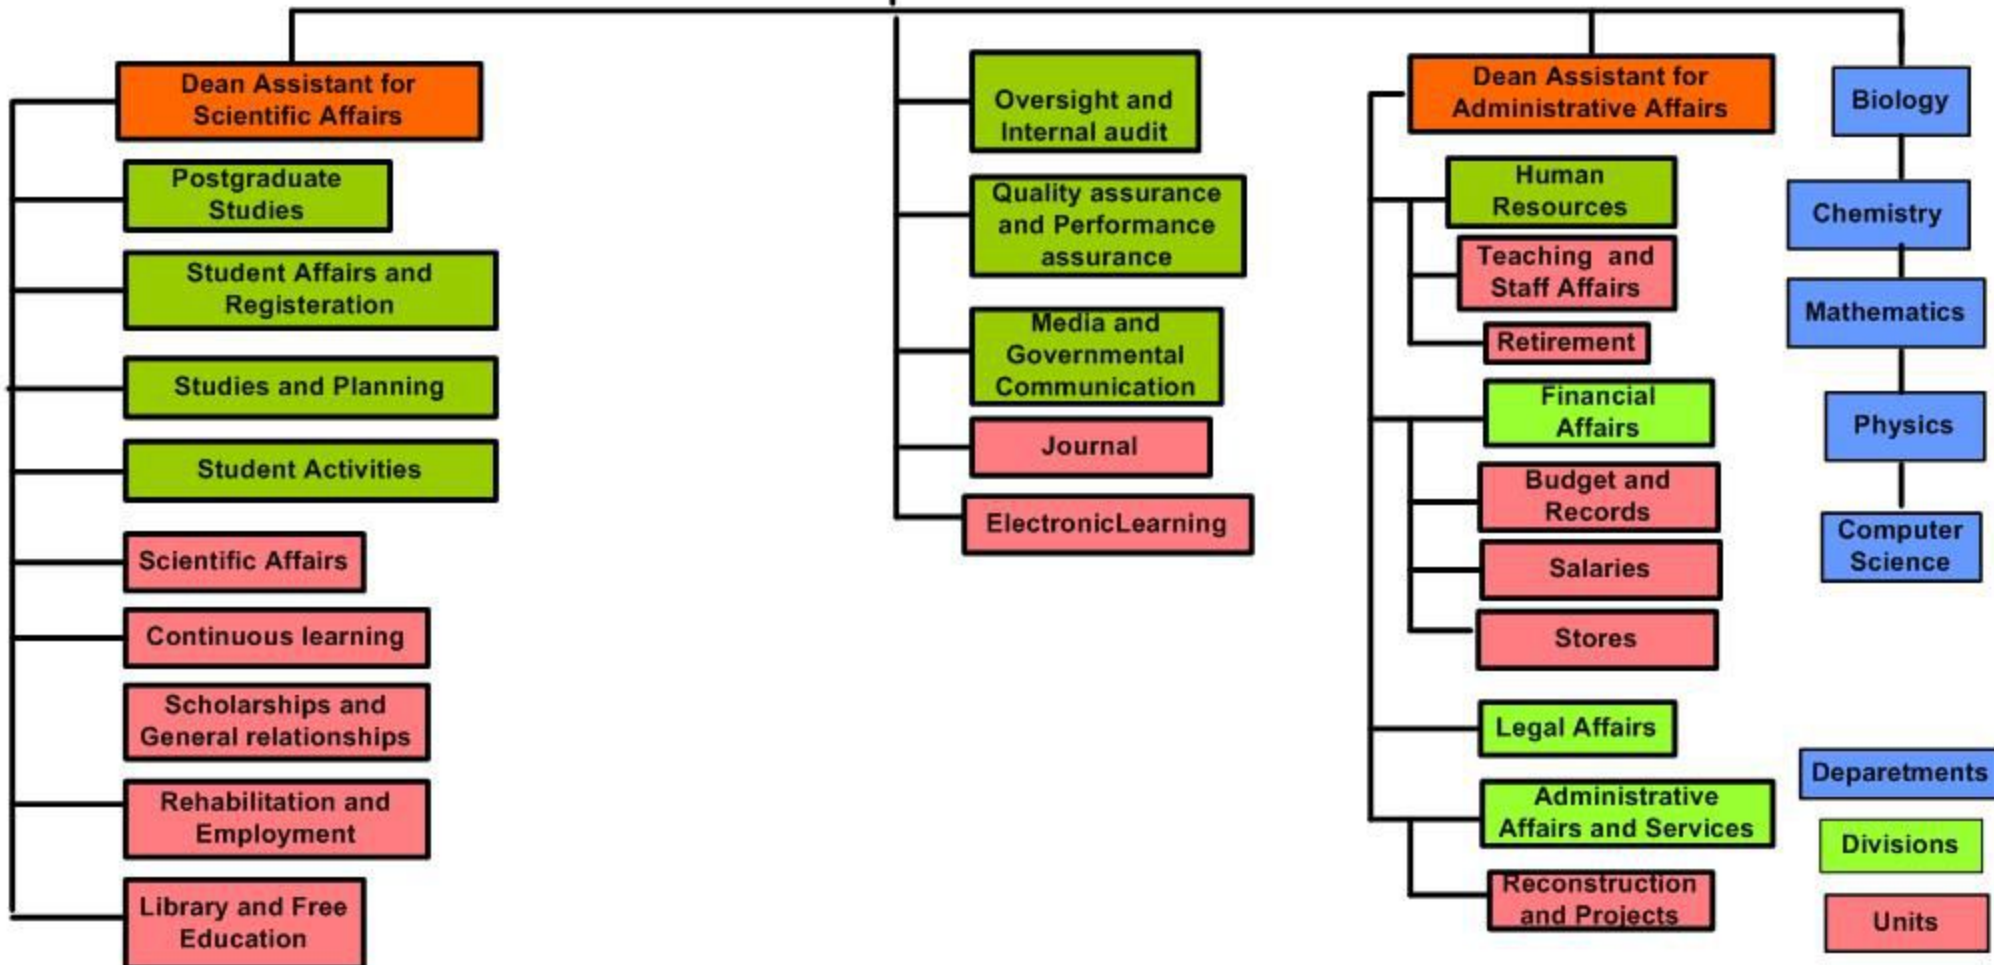 Dean Assistant for
Scientific Affairs
Postgraduate
Studies
Student Affairs and
Registeration
Studies and Planning
Student Activities
Scientific Affairs
Continuous learning
Scholarships and
General relationships
Rehabilitation and
Employment
Library and Free
Education
Oversight and
Internal audit
Quality assurance
and Performance
assurance
Media and
Governmental
Communication
Journal
ElectronicLearning
Dean Assistant for
Administrative Affairs
Human
Resources
Teaching and
Staff Affairs
Retirement
Financial
Affairs
Budget and
Records
Salaries
Stores
Legal Affairs
Administrative
Affairs and Services
Reconstruction
and Projects
Biology
Chemistry
Mathematics
Physics
Computer
Science
Deparetments
Divisions
Units